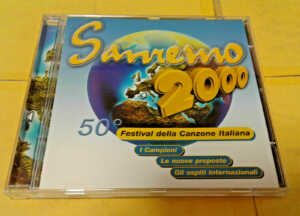 Sanremo
2000
50°
Festival della Canzone Italiana
I Campioni
Le nuove proposte
Gli ospiti internazionali